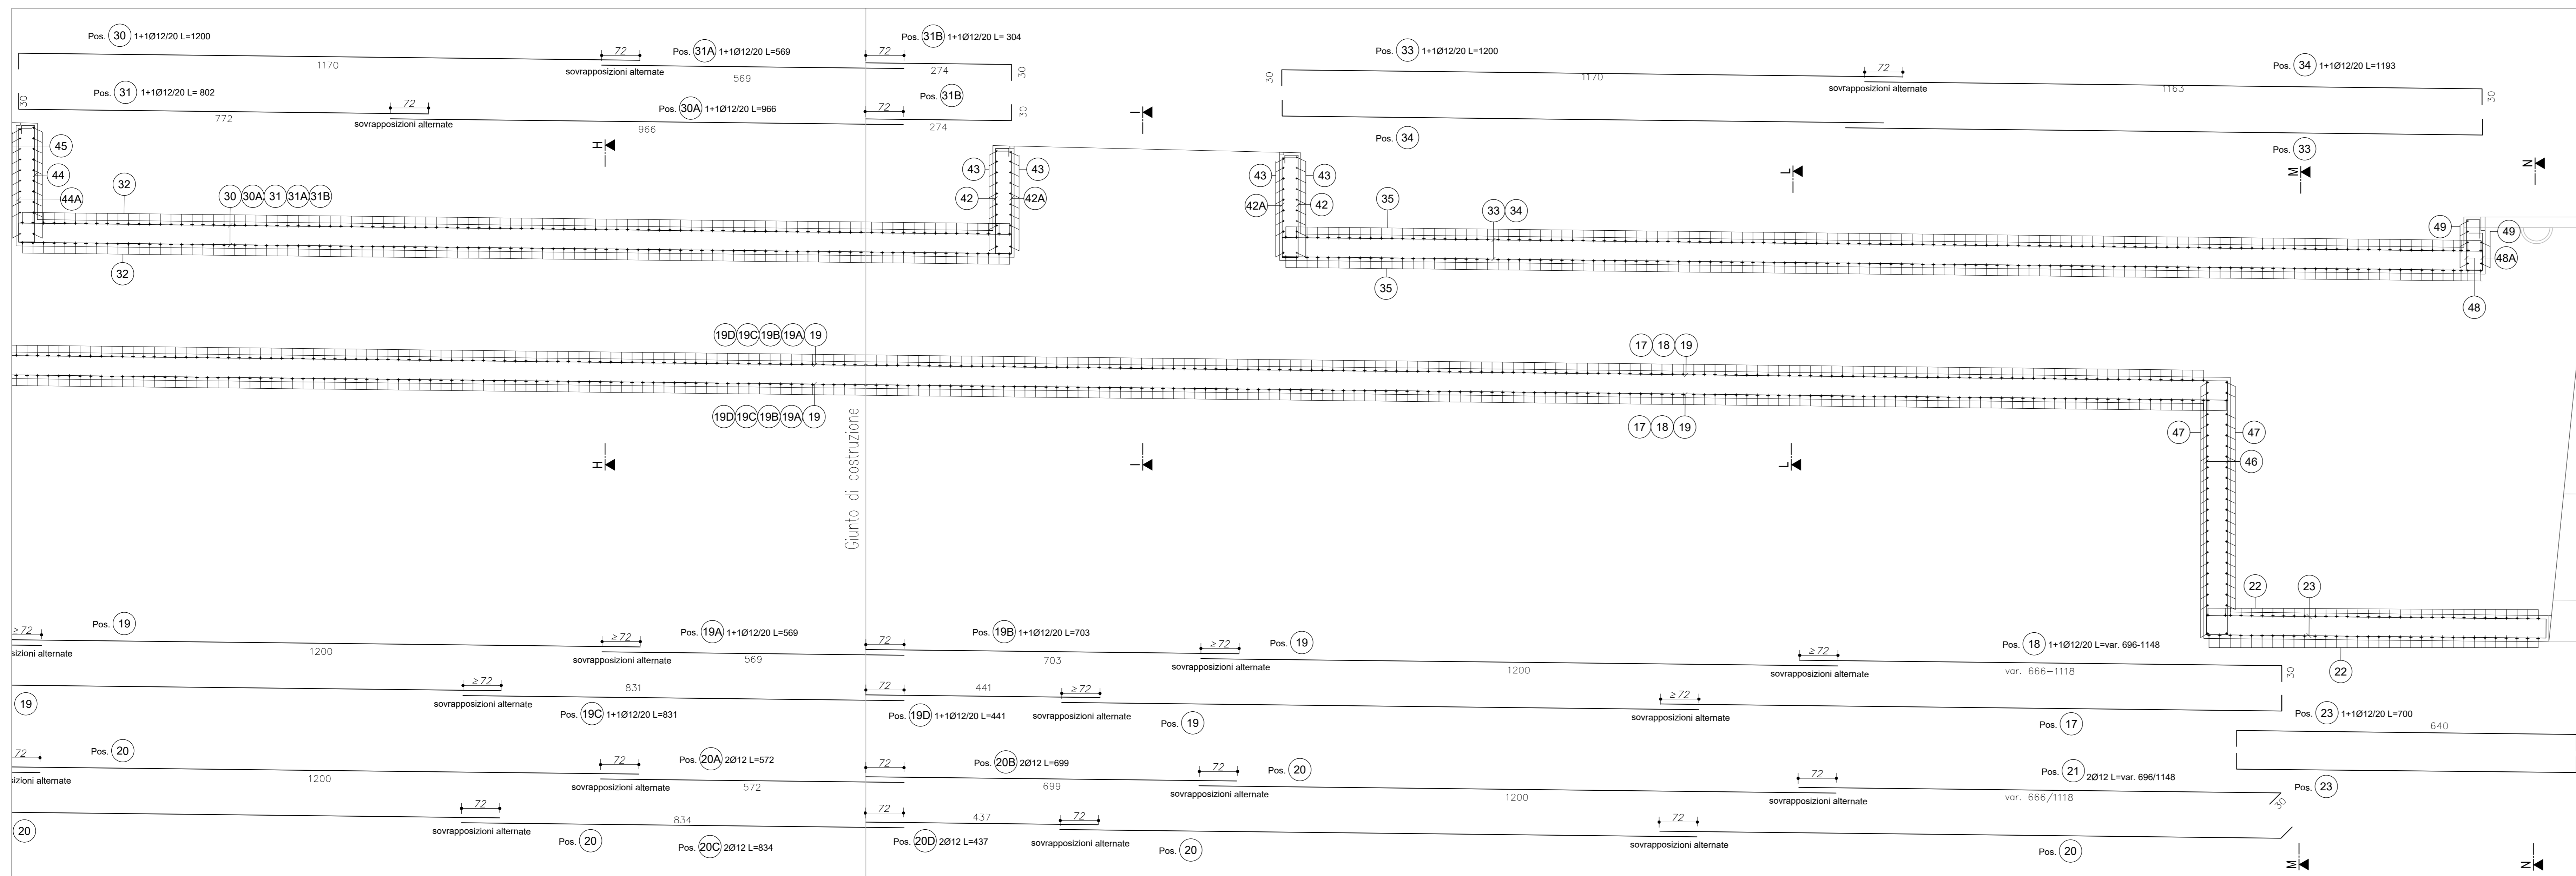 Pos. 30 1+1Ø12/20 L=1200
72
Pos. 31A 1+1Ø12/20 L=569
72
Pos. 31B 1+1Ø12/20 L= 304
1170
sovrapposizioni alternate
569
274
30
Pos. 31 1+1Ø12/20 L= 802
30
72
Pos. 30A 1+1Ø12/20 L=966
72
Pos. 31B
772
sovrapposizioni alternate
966
274
30
Pos. 33 1+1Ø12/20 L=1200
30
1170
72
sovrapposizioni alternate
Pos. 34 1+1Ø12/20 L=1193
1163
30
Pos. 34
Pos. 33
H
I
L
M
N
45
44
44A
32
30 30A 31 31A 31B
43
43
42
42A
32
43
43
42A
42
35
33 34
35
49
49
48A
48
19D 19C 19B 19A 19
17 18 19
19D 19C 19B 19A 19
17 18 19
Giunto di costruzione
H
I
L
47
47
46
22
23
22
≥72
Pos. 19
sizioni alternate
1200
≥72
sovrapposizioni alternate
Pos. 19A 1+1Ø12/20 L=569
569
72
Pos. 19B 1+1Ø12/20 L=703
703
≥72
sovrapposizioni alternate
Pos. 19
1200
≥72
sovrapposizioni alternate
Pos. 18 1+1Ø12/20 L=var. 696-1148
var. 666-1118
30
19
≥72
sovrapposizioni alternate
831
Pos. 19C 1+1Ø12/20 L=831
72
441
Pos. 19D 1+1Ø12/20 L=441
≥72
sovrapposizioni alternate
Pos. 19
≥72
sovrapposizioni alternate
Pos. 17
Pos. 23 1+1Ø12/20 L=700
640
Pos. 23
72
Pos. 20
sizioni alternate
1200
72
sovrapposizioni alternate
Pos. 20A 2Ø12 L=572
572
72
Pos. 20B 2Ø12 L=699
699
72
sovrapposizioni alternate
Pos. 20
1200
72
sovrapposizioni alternate
Pos. 21 2Ø12 L=var. 696/1148
var. 666/1118
30
20
72
sovrapposizioni alternate
Pos. 20
834
Pos. 20C 2Ø12 L=834
72
437
Pos. 20D 2Ø12 L=437
72
sovrapposizioni alternate
Pos. 20
72
sovrapposizioni alternate
Pos. 20
M
N